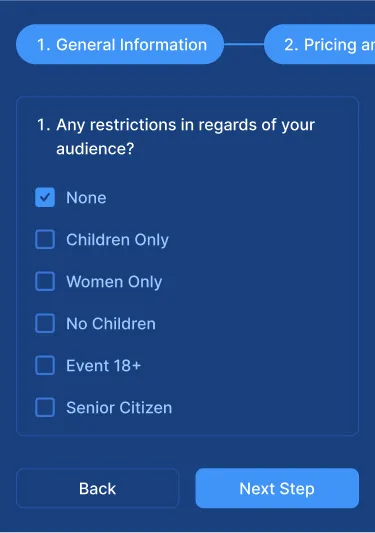 1. General Information
2. Pricing
1. Any restrictions in regards of your
audience?
None
Children Only
Women Only
No Children
Event 18+
Senior Citizen
Back
Next Step